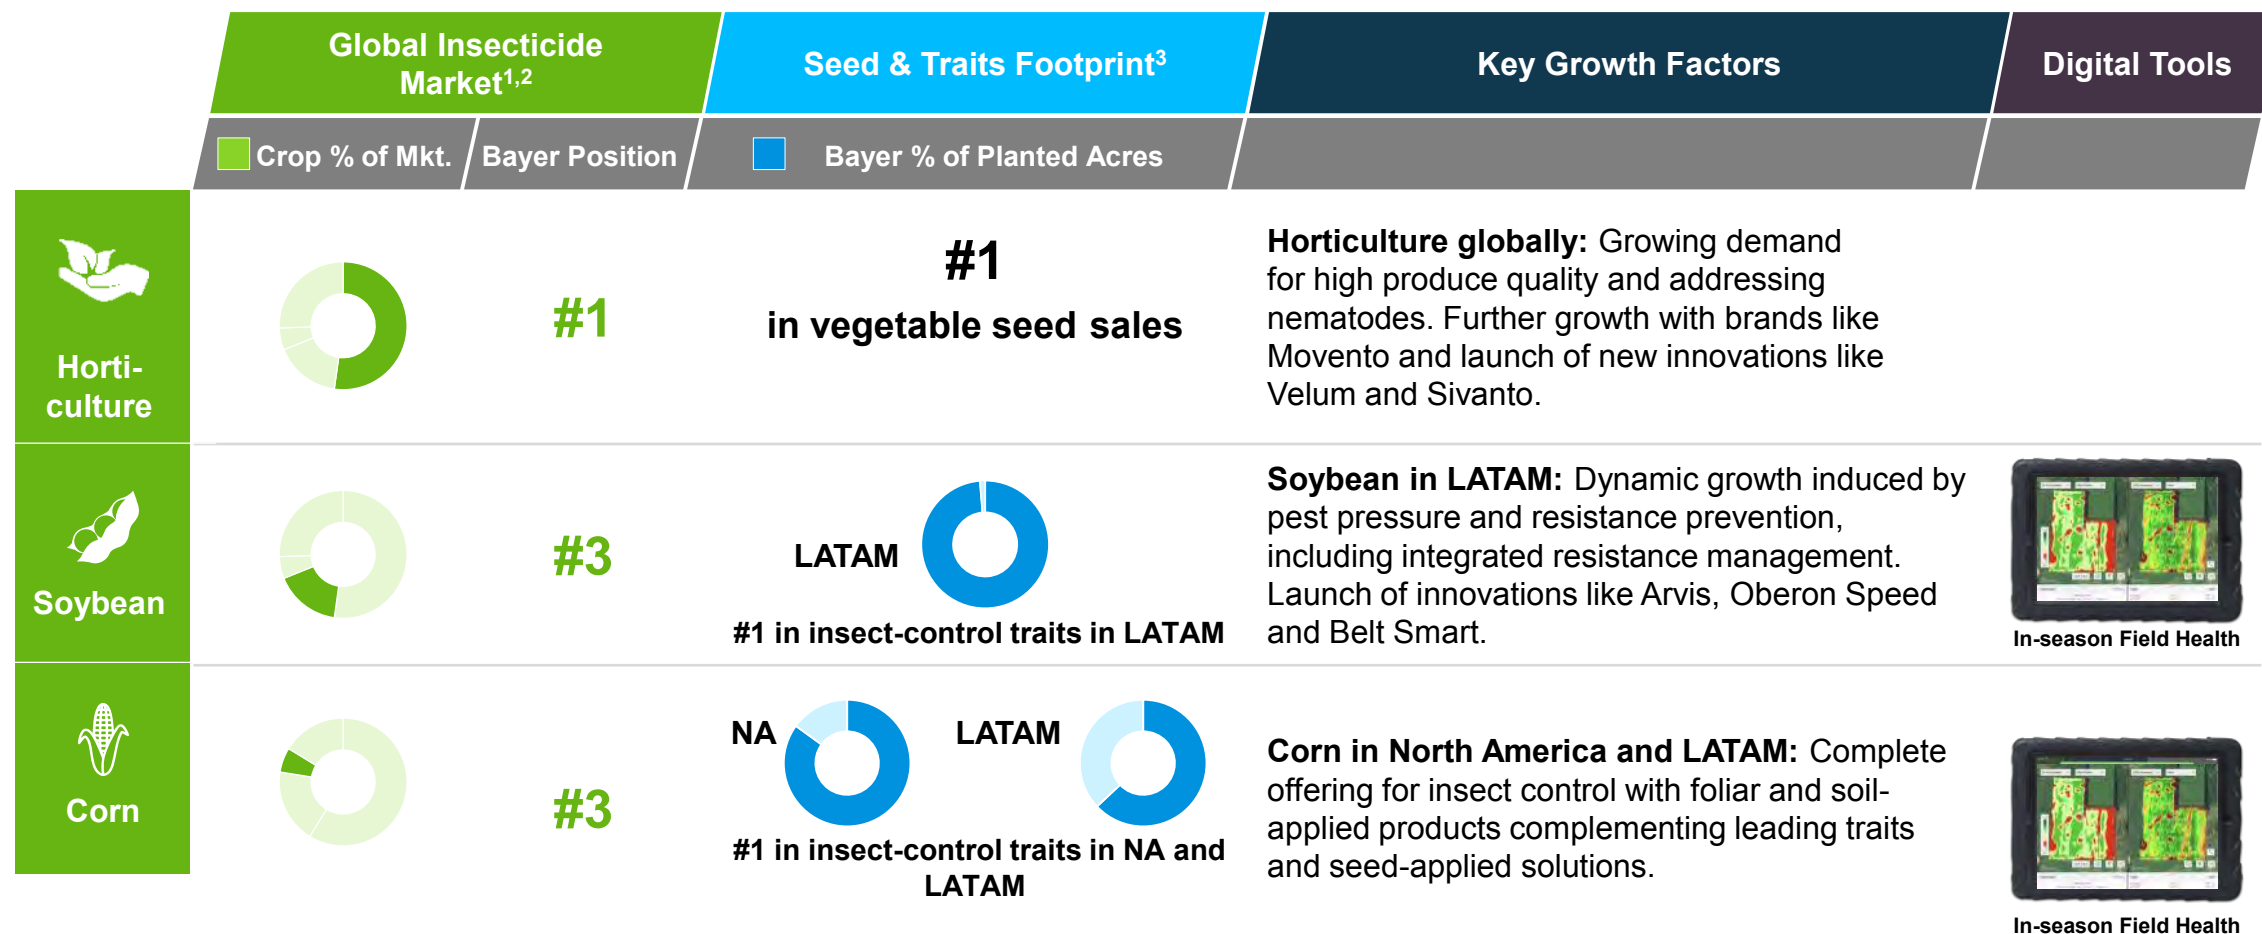 Global Insecticide
Market1,2
Seed & Traits Footprint3
Key Growth Factors
Digital Tools
Crop % of Mkt.
Bayer Position
Bayer % of Planted Acres
Horti-
culture
#1
#1
in vegetable seed sales
Horticulture globally: Growing demand
for high produce quality and addressing
nematodes. Further growth with brands like
Movento and launch of new innovations like
Velum and Sivanto.
Soybean
#3
LATAM
#1 in insect-control traits in LATAM
Soybean in LATAM: Dynamic growth induced by
pest pressure and resistance prevention,
including integrated resistance management.
Launch of innovations like Arvis, Oberon Speed
and Belt Smart.
In-season Field Health
Corn
#3
NA
LATAM
#1 in insect-control traits in NA and
LATAM
Corn in North America and LATAM: Complete
offering for insect control with foliar and soil-
applied products complementing leading traits
and seed-applied solutions.
In-season Field Health